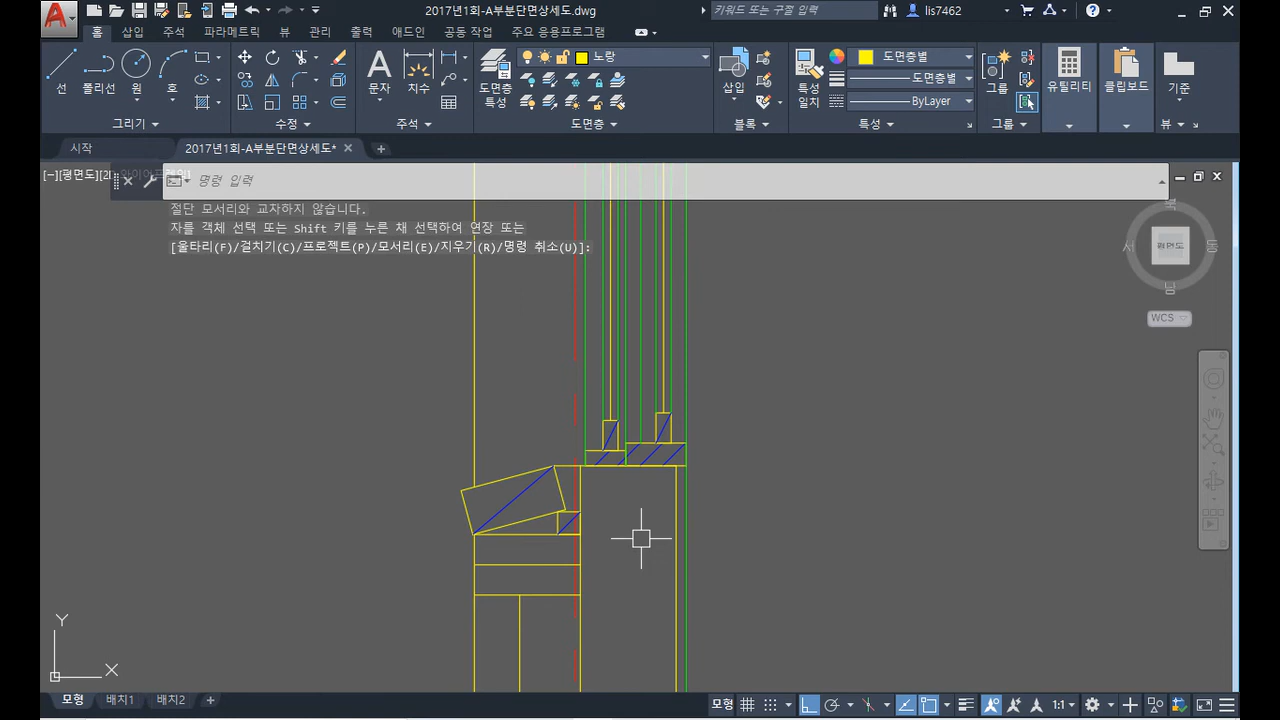 A
2017년1회-A부분단면상세도.dwg
키워드 또는 구절 입력
lis7462
홈 삽입 주석 파라메트릭 뷰 관리 출력 애드인 공동 작업 주요 응용프로그램
선 폴리선 원 호
문자 치수
도면층 특성
노랑
삽입
특성 일치
도면층별
도면층별
ByLayer
그룹 유틸리티 클립보드 기준
그리기 수정 주석 도면층 블록 특성 그룹 뷰
시작 2017년1회-A부분단면상세도*
[−][평면도]
명령 입력
절단 모서리와 교차하지 않습니다.
자를 객체 선택 또는 Shift 키를 누른 채 선택하여 연장 또는
[울타리(F)/걸치기(C)/프로젝트(P)/모서리(E)/지우기(R)/명령 취소(U)]:
북
서 평면도 동
남
WCS
Y
X
모형 배치1 배치2 +
모형 1:1